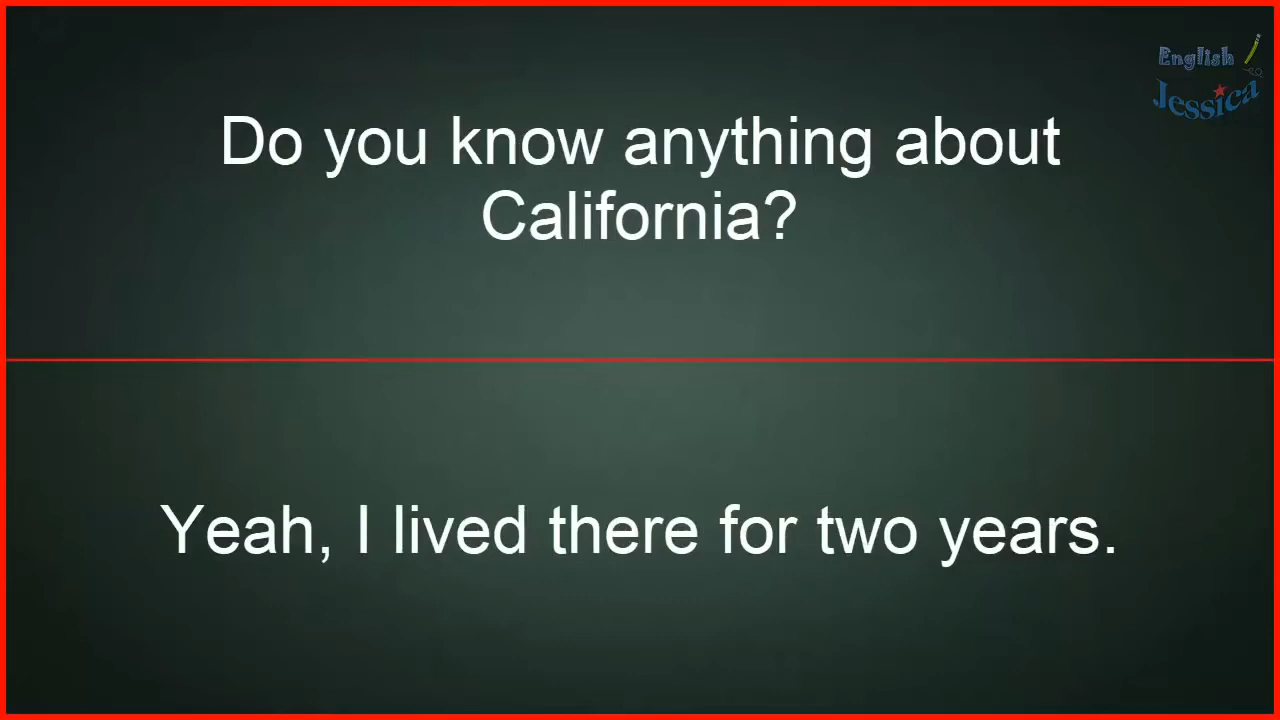 English
Jessica
Do you know anything about
California?
Yeah, I lived there for two years.